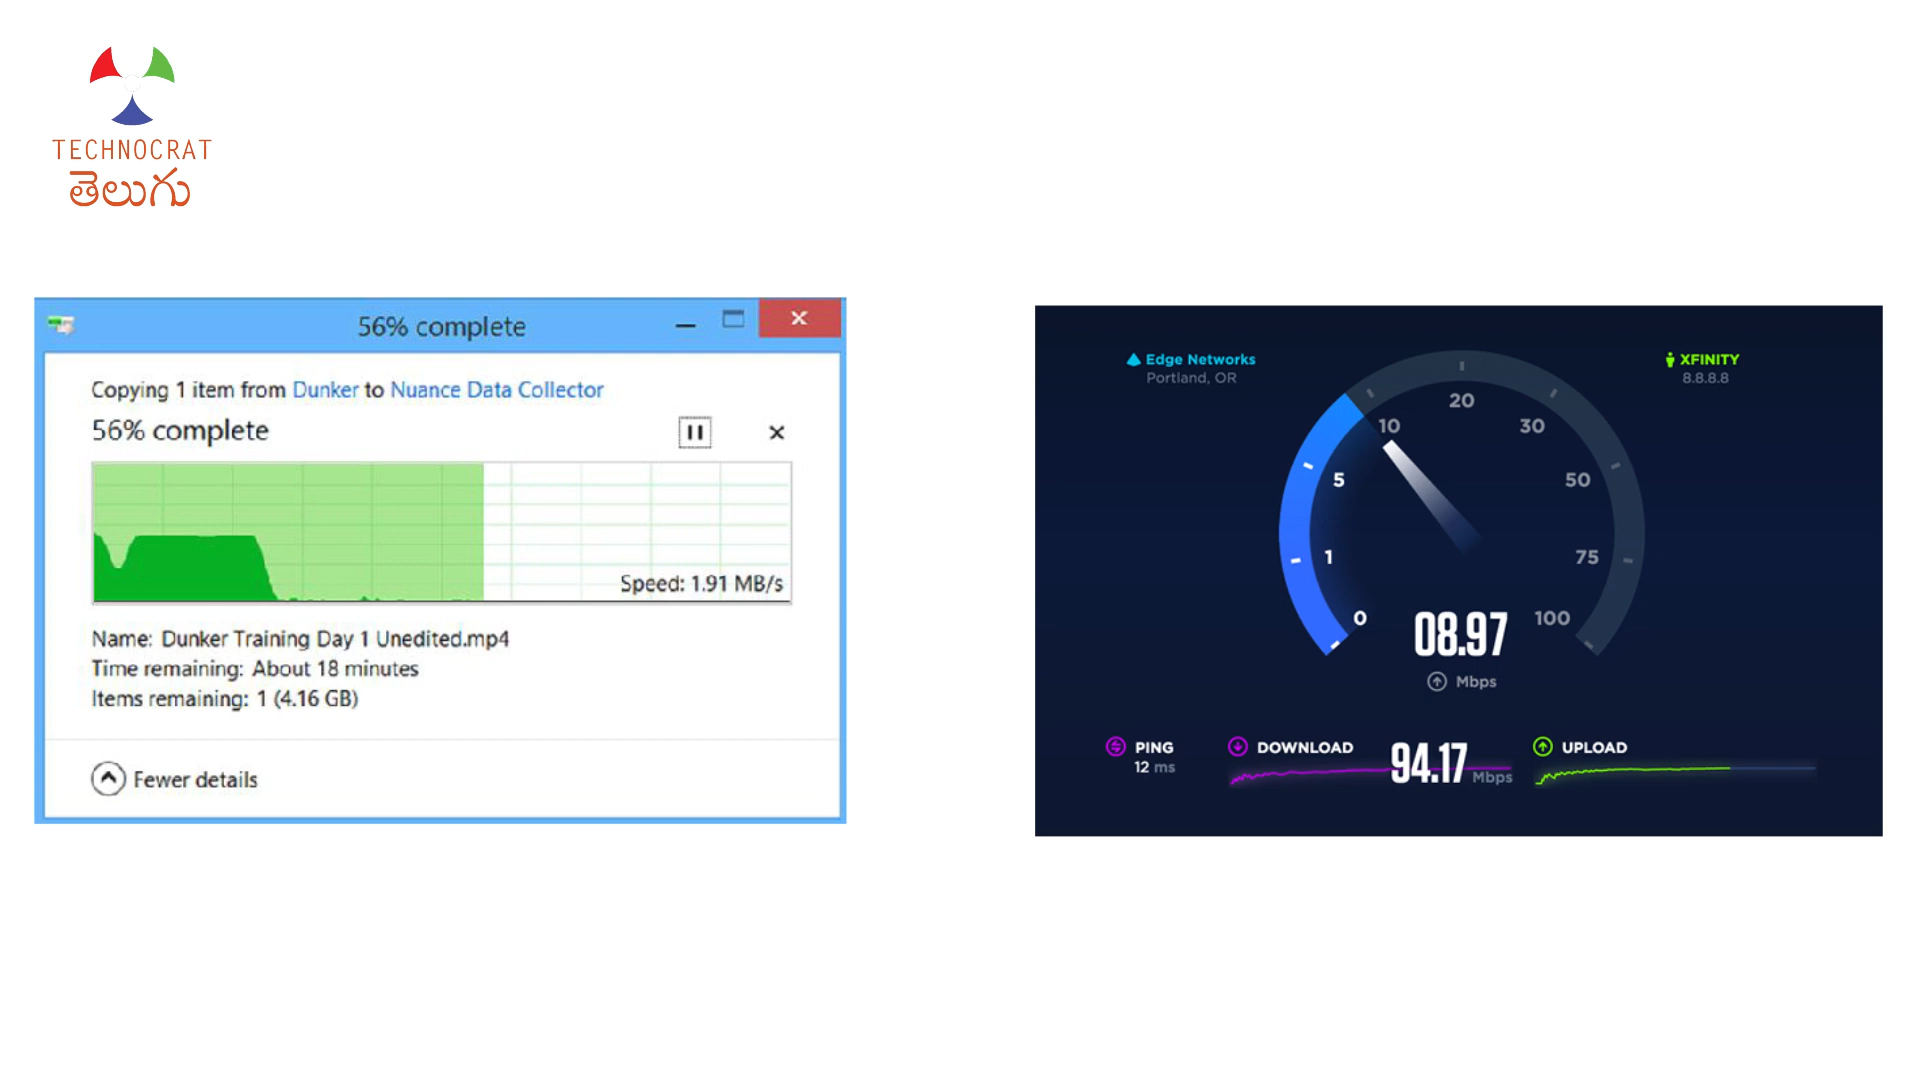 TECHNOCRAT
తెలుగు
56% complete
Copying 1 item from Dunker to Nuance Data Collector
56% complete
Speed: 1.91 MB/s
Name: Dunker Training Day 1 Unedited.mp4
Time remaining: About 18 minutes
Items remaining: 1 (4.16 GB)
Fewer details
Edge Networks
Portland, OR
XFINITY
8.8.8.8
0
1
5
10
20
30
50
75
100
08.97
Mbps
PING
12 ms
DOWNLOAD
94.17 Mbps
UPLOAD